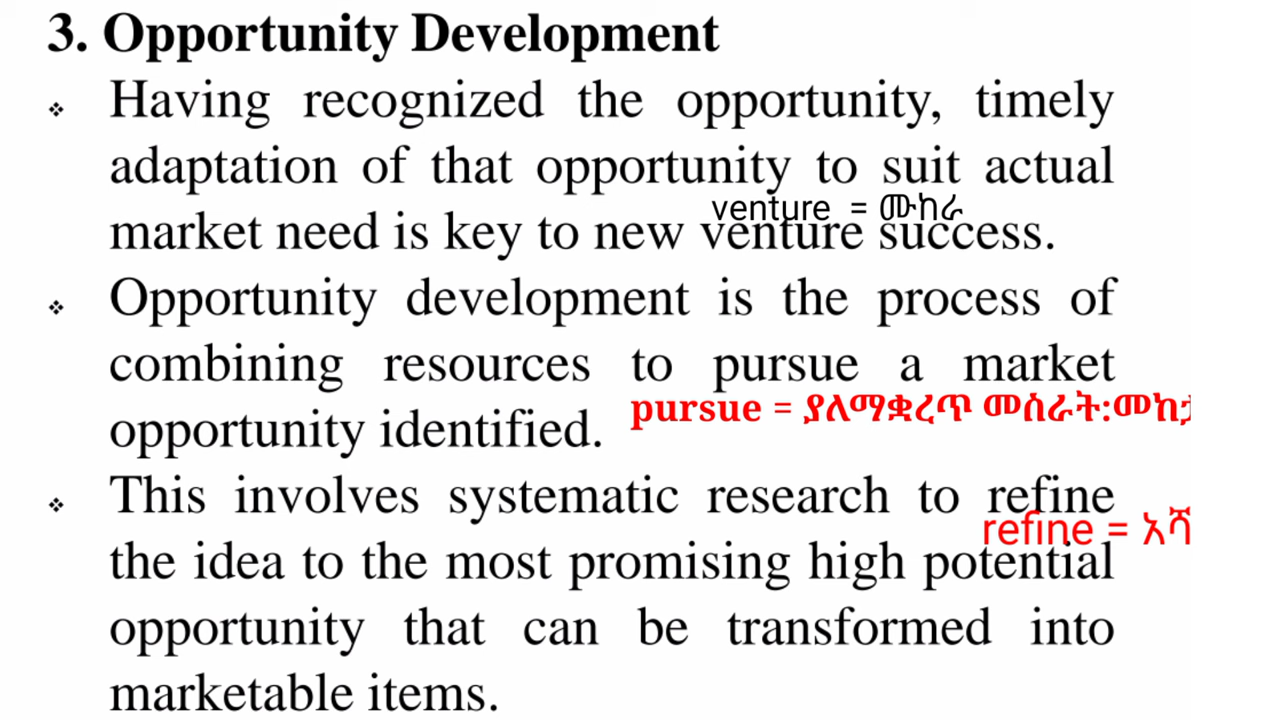 3. Opportunity Development
❖ Having recognized the opportunity, timely
adaptation of that opportunity to suit actual
venture = ሙከራ
market need is key to new venture success.
❖ Opportunity development is the process of
combining resources to pursue a market
pursue = ያለማቋረጥ መስራት:
opportunity identified.
❖ This involves systematic research to refine
refine =
the idea to the most promising high potential
opportunity that can be transformed into
marketable items.